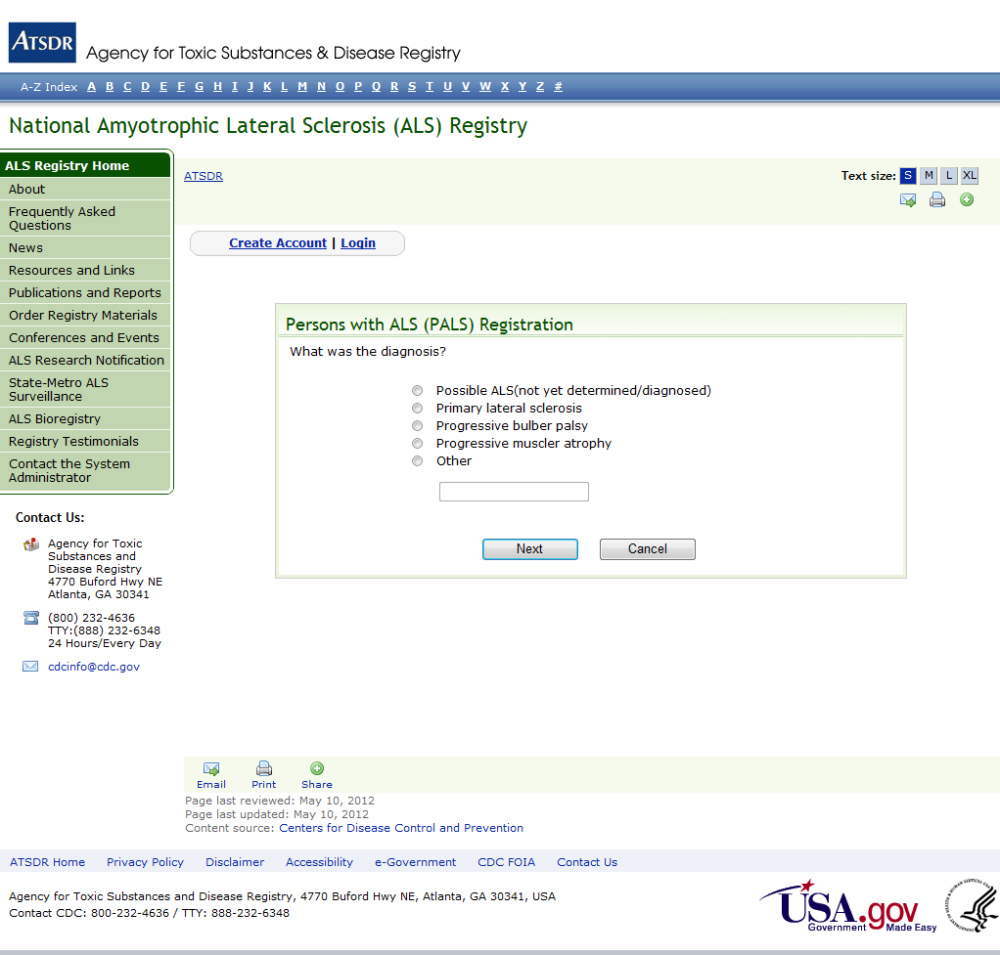 ATSDR
Agency for Toxic Substances & Disease Registry
A-Z Index A B C D E F G H I J K L M N O P Q R S T U V W X Y Z #
National Amyotrophic Lateral Sclerosis (ALS) Registry
ALS Registry Home
About
Frequently Asked
Questions
News
Resources and Links
Publications and Reports
Order Registry Materials
Conferences and Events
ALS Research Notification
State-Metro ALS
Surveillance
ALS Bioregistry
Registry Testimonials
Contact the System
Administrator
Contact Us:
Agency for Toxic
Substances and
Disease Registry
4770 Buford Hwy NE
Atlanta, GA 30341
(800) 232-4636
TTY:(888) 232-6348
24 Hours/Every Day
cdcinfo@cdc.gov
ATSDR
Text size: S M L XL
Create Account | Login
Persons with ALS (PALS) Registration
What was the diagnosis?
Possible ALS(not yet determined/diagnosed)
Primary lateral sclerosis
Progressive bulber palsy
Progressive muscler atrophy
Other
Next Cancel
Email Print Share
Page last reviewed: May 10, 2012
Page last updated: May 10, 2012
Content source: Centers for Disease Control and Prevention
ATSDR Home Privacy Policy Disclaimer Accessibility e-Government CDC FOIA Contact Us
Agency for Toxic Substances and Disease Registry, 4770 Buford Hwy NE, Atlanta, GA 30341, USA
Contact CDC: 800-232-4636 / TTY: 888-232-6348
USA.gov
Government Made Easy